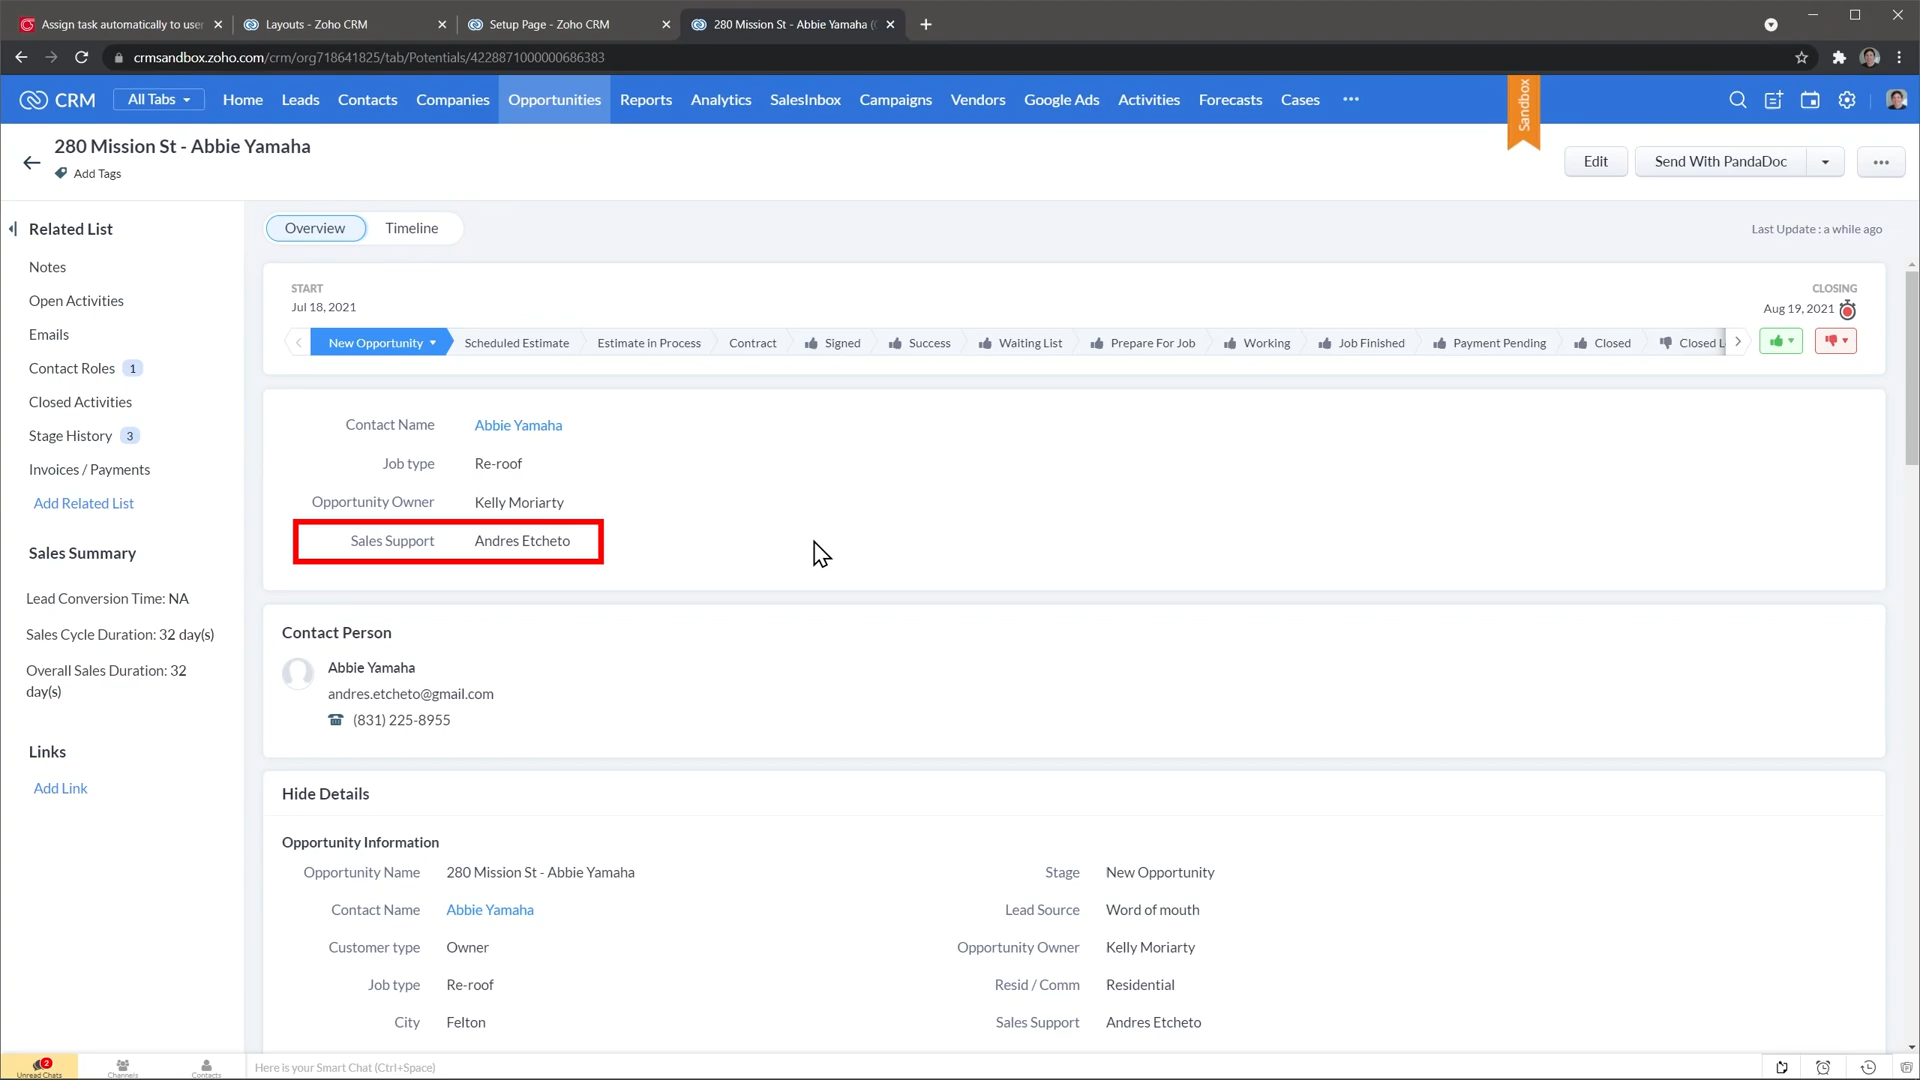 Assign task automatically to user
Layouts - Zoho CRM
Setup Page - Zoho CRM
280 Mission St - Abbie Yamaha (
crmsandbox.zoho.com/crm/org718641825/tab/Potentials/4228871000000686383
CRM
All Tabs
Home
Leads
Contacts
Companies
Opportunities
Reports
Analytics
SalesInbox
Campaigns
Vendors
Google Ads
Activities
Forecasts
Cases
Sandbox
280 Mission St - Abbie Yamaha
Add Tags
Edit
Send With PandaDoc
Related List
Notes
Open Activities
Emails
Contact Roles 1
Closed Activities
Stage History 3
Invoices / Payments
Add Related List
Sales Summary
Lead Conversion Time: NA
Sales Cycle Duration: 32 day(s)
Overall Sales Duration: 32
day(s)
Links
Add Link
Overview
Timeline
Last Update : a while ago
START
Jul 18, 2021
CLOSING
Aug 19, 2021
New Opportunity
Scheduled Estimate
Estimate in Process
Contract
Signed
Success
Waiting List
Prepare For Job
Working
Job Finished
Payment Pending
Closed
Closed L
Contact Name Abbie Yamaha
Job type Re-roof
Opportunity Owner Kelly Moriarty
Sales Support Andres Etcheto
Contact Person
Abbie Yamaha
andres.etcheto@gmail.com
(831) 225-8955
Hide Details
Opportunity Information
Opportunity Name 280 Mission St - Abbie Yamaha
Stage New Opportunity
Contact Name Abbie Yamaha
Lead Source Word of mouth
Customer type Owner
Opportunity Owner Kelly Moriarty
Job type Re-roof
Resid / Comm Residential
City Felton
Sales Support Andres Etcheto
2
Unread Chats
Channels
Contacts
Here is your Smart Chat (Ctrl+Space)